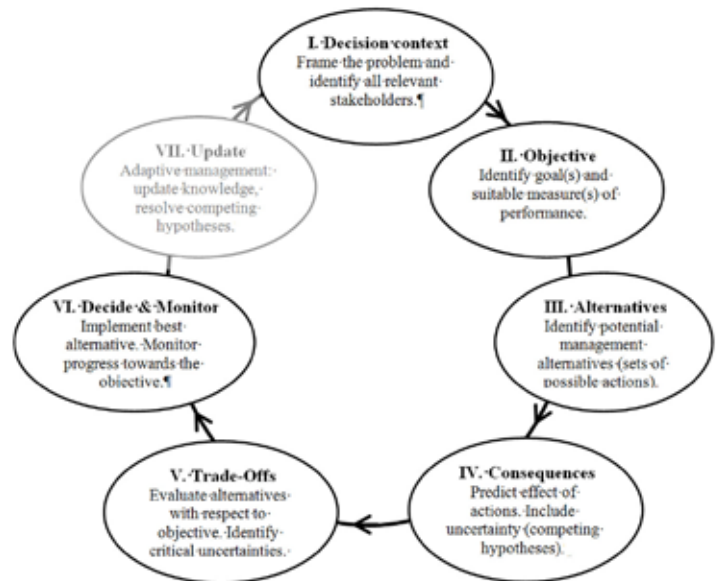 I. Decision context
Frame the problem and
identify all relevant
stakeholders.¶
II. Objective
Identify goal(s) and
suitable measure(s) of
performance.
III. Alternatives
Identify potential
management
alternatives (sets of
possible actions).
IV. Consequences
Predict effect of
actions. Include
uncertainty (competing
hypotheses).
V. Trade-Offs
Evaluate alternatives
with respect to
objective. Identify
critical uncertainties.
VI. Decide & Monitor
Implement best
alternative. Monitor
progress towards the
objective.¶
VII. Update
Adaptive management:
update knowledge,
resolve competing
hypotheses.